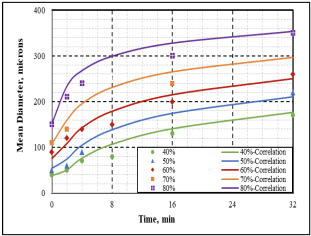 Mean Diameter, microns
400
300
200
100
0
0 8 16 24 32
Time, min
40% 40%-Correlation
50% 50%-Correlation
60% 60%-Correlation
70% 70%-Correlation
80% 80%-Correlation